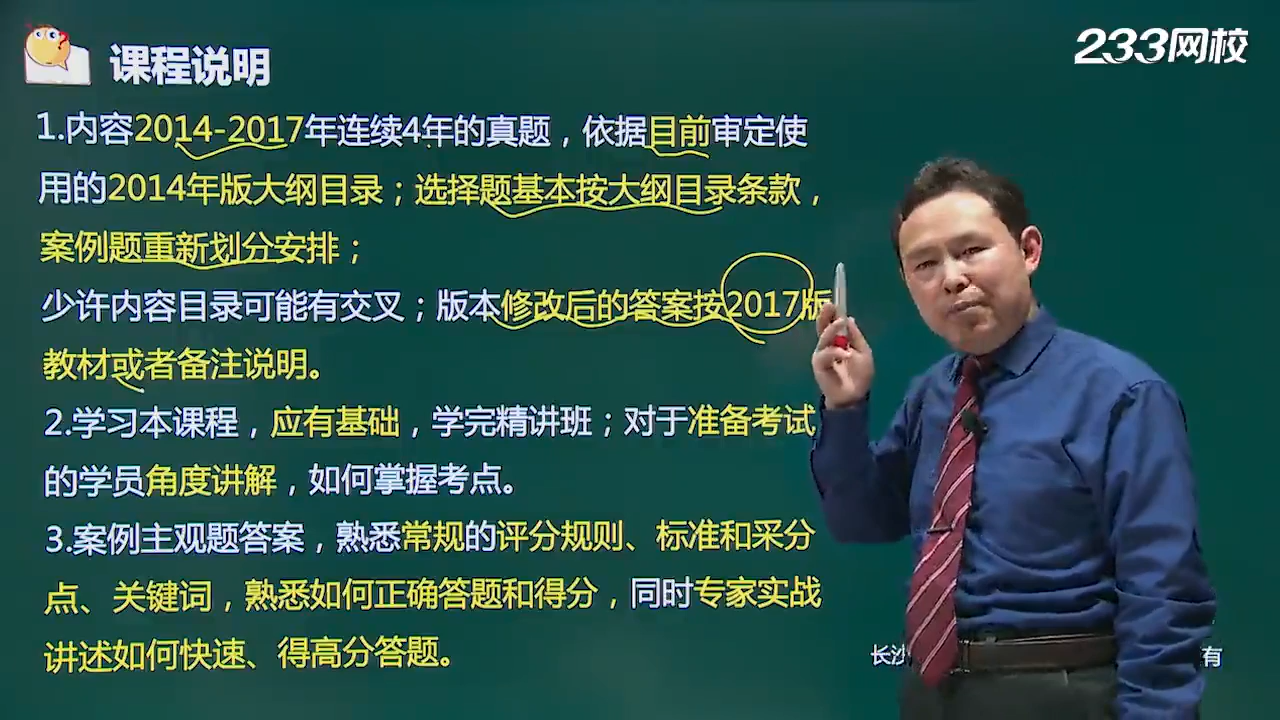 233网校
课程说明
1.内容2014-2017年连续4年的真题，依据目前审定使
用的2014年版大纲目录；选择题基本按大纲目录条款，
案例题重新划分安排；
少许内容目录可能有交叉；版本修改后的答案按2017版
教材或者备注说明。
2.学习本课程，应有基础，学完精讲班；对于准备考试
的学员角度讲解，如何掌握考点。
3.案例主观题答案，熟悉常规的评分规则、标准和采分
点、关键词，熟悉如何正确答题和得分，同时专家实战
讲述如何快速、得高分答题。
长沙
有